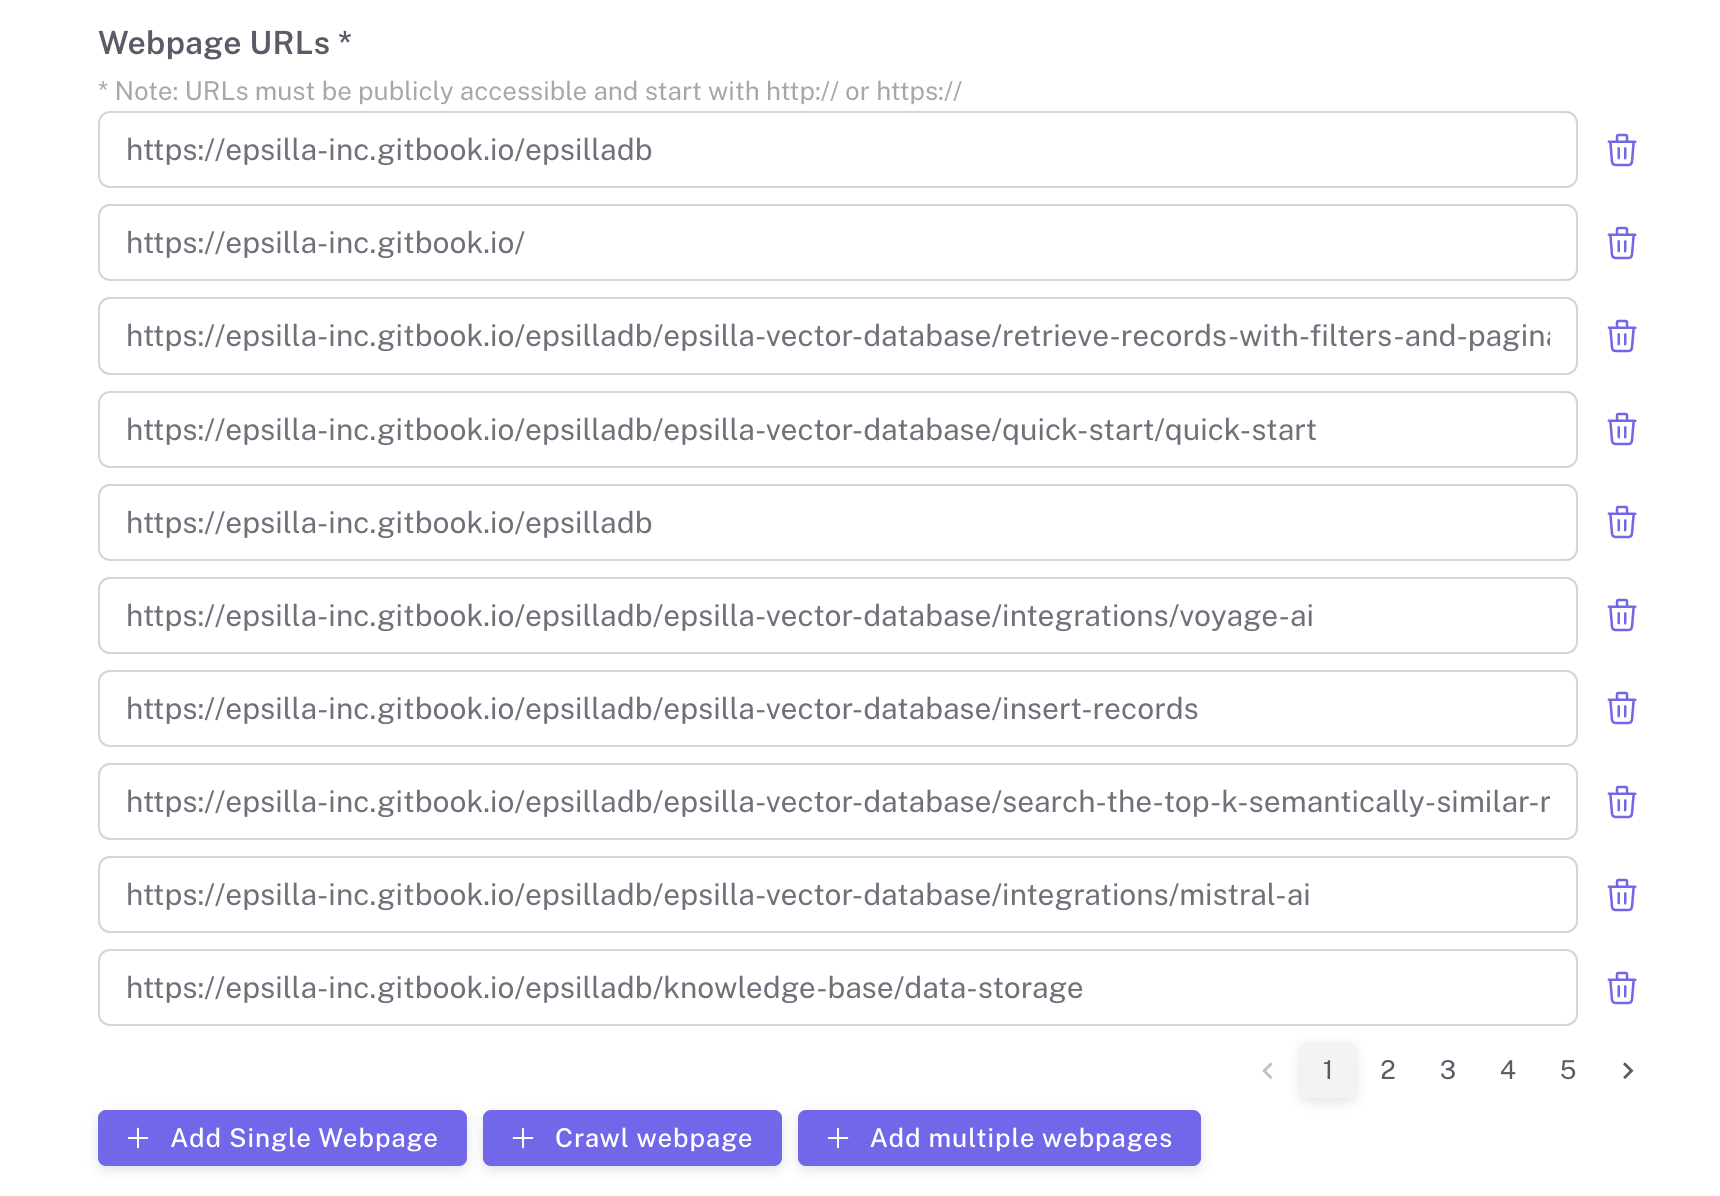 Webpage URLs *
* Note: URLs must be publicly accessible and start with http:// or https://
https://epsilla-inc.gitbook.io/epsilladb
https://epsilla-inc.gitbook.io/
https://epsilla-inc.gitbook.io/epsilladb/epsilla-vector-database/retrieve-records-with-filters-and-pagina
https://epsilla-inc.gitbook.io/epsilladb/epsilla-vector-database/quick-start/quick-start
https://epsilla-inc.gitbook.io/epsilladb
https://epsilla-inc.gitbook.io/epsilladb/epsilla-vector-database/integrations/voyage-ai
https://epsilla-inc.gitbook.io/epsilladb/epsilla-vector-database/insert-records
https://epsilla-inc.gitbook.io/epsilladb/epsilla-vector-database/search-the-top-k-semantically-similar-r
https://epsilla-inc.gitbook.io/epsilladb/epsilla-vector-database/integrations/mistral-ai
https://epsilla-inc.gitbook.io/epsilladb/knowledge-base/data-storage
1 2 3 4 5
+ Add Single Webpage + Crawl webpage + Add multiple webpages